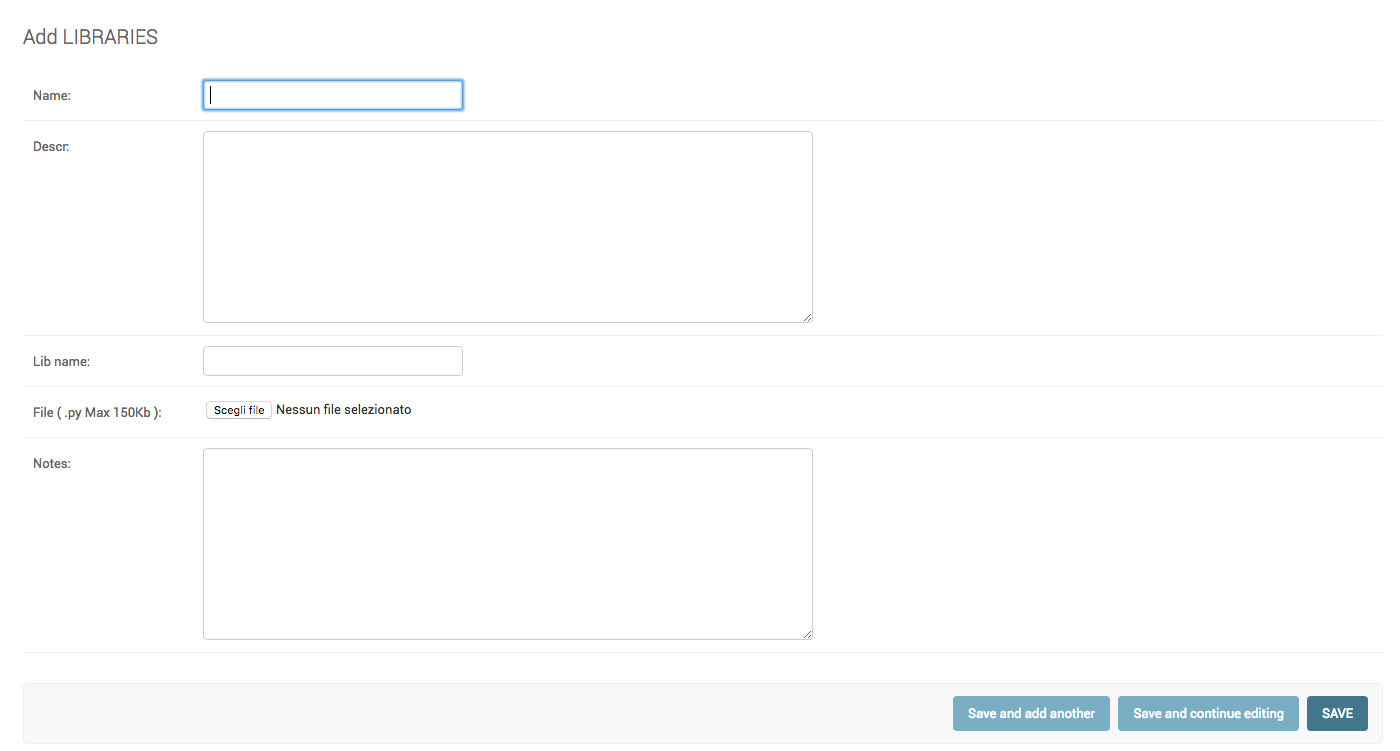 Add LIBRARIES
Name:
Descr:
Lib name:
File ( .py Max 150Kb ):
Scegli file Nessun file selezionato
Notes:
Save and add another
Save and continue editing
SAVE